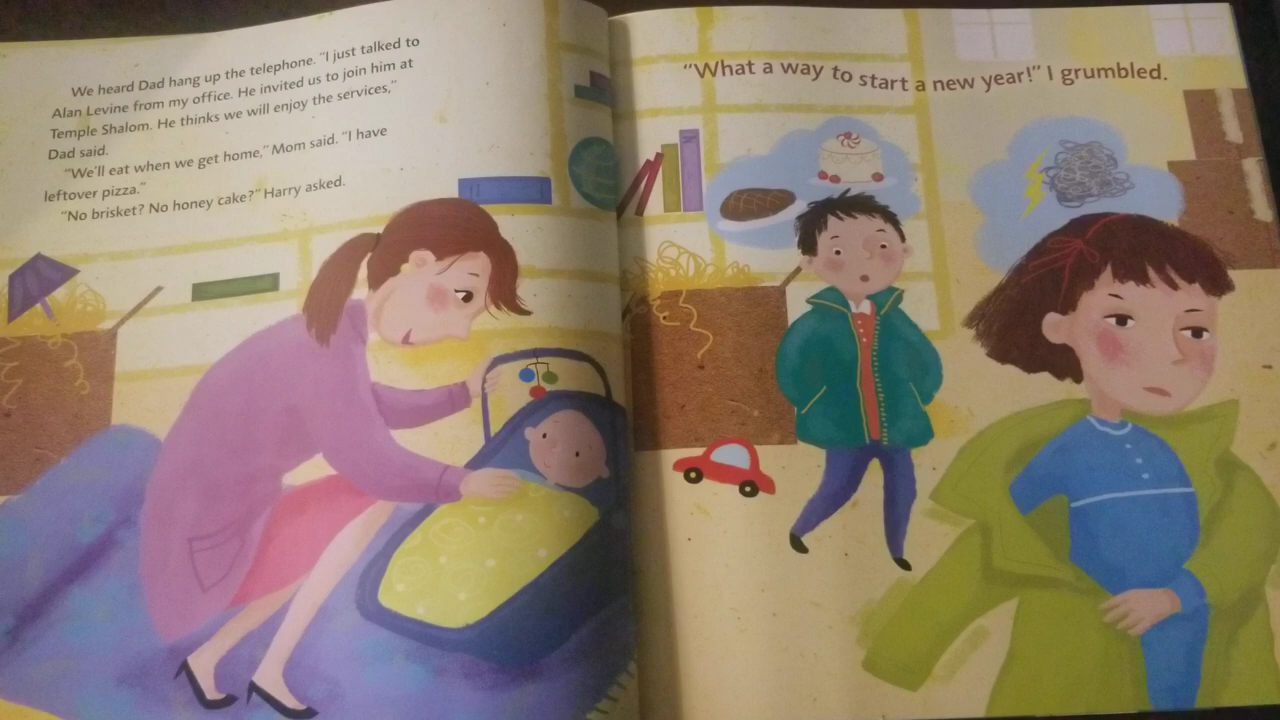 We heard Dad hang up the telephone. “I just talked to
Alan Levine from my office. He invited us to join him at
Temple Shalom. He thinks we will enjoy the services,”
Dad said.
“We’ll eat when we get home,” Mom said. “I have
leftover pizza.”
“No brisket? No honey cake?” Harry asked.
“What a way to start a new year!” I grumbled.